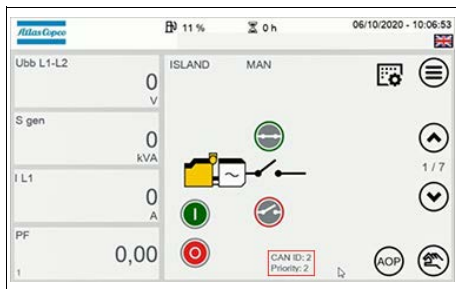 Atlas Copco
11 %
0 h
06/10/2020 - 10:06:53
Ubb L1-L2
0
V
S gen
0
kVA
I L1
0
A
PF
0,00
1
ISLAND MAN
I
CAN ID: 2
Priority: 2
1 / 7
AOP